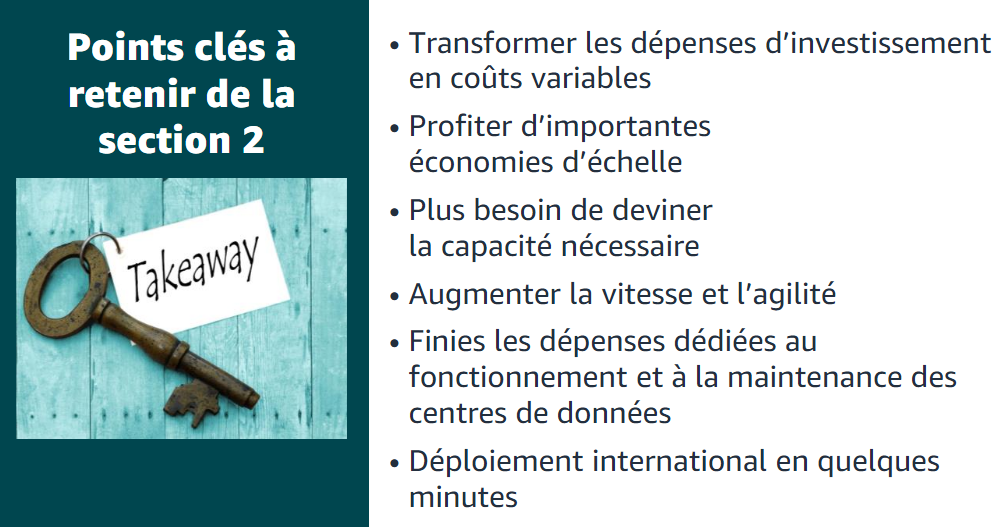 Points clés à
retenir de la
section 2
Takeaway
• Transformer les dépenses d’investissement
en coûts variables
• Profiter d’importantes
économies d’échelle
• Plus besoin de deviner
la capacité nécessaire
• Augmenter la vitesse et l’agilité
• Finies les dépenses dédiées au
fonctionnement et à la maintenance des
centres de données
• Déploiement international en quelques
minutes